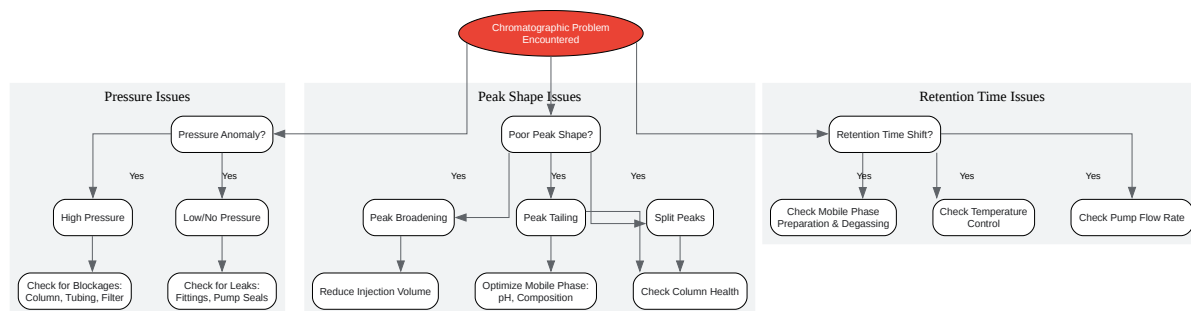 Chromatographic Problem
Encountered
Pressure Issues
Peak Shape Issues
Retention Time Issues
Pressure Anomaly?
Poor Peak Shape?
Retention Time Shift?
Yes
Yes
Yes
Yes
Yes
Yes
Yes
Yes
High Pressure
Low/No Pressure
Peak Broadening
Peak Tailing
Split Peaks
Check Mobile Phase
Preparation & Degassing
Check Temperature
Control
Check Pump Flow Rate
Check for Blockages:
Column, Tubing, Filter
Check for Leaks:
Fittings, Pump Seals
Reduce Injection Volume
Optimize Mobile Phase:
pH, Composition
Check Column Health